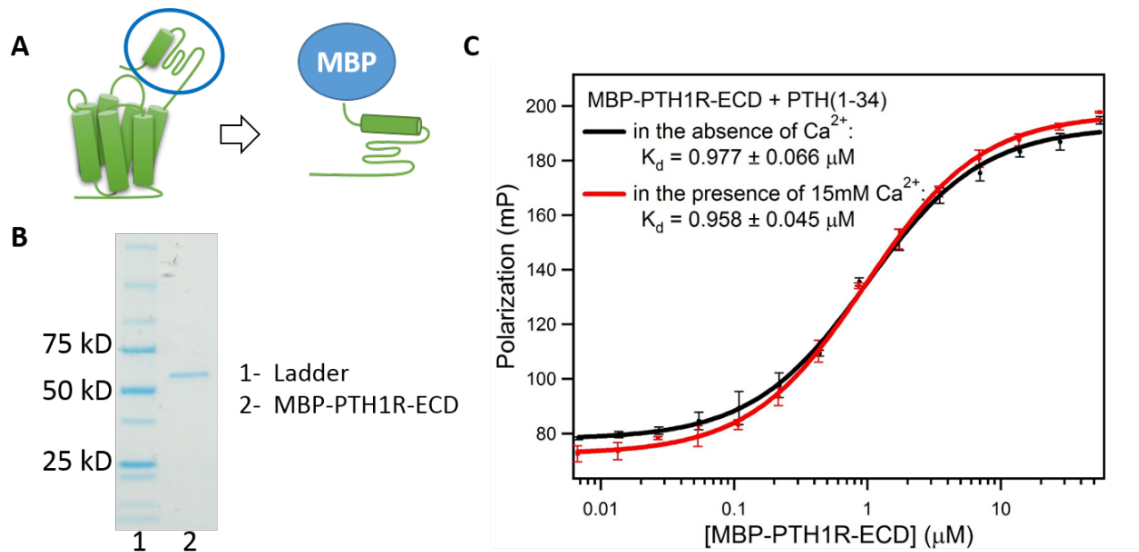 A
MBP
B
75 kD
50 kD
25 kD
1- Ladder
2- MBP-PTH1R-ECD
1 2
C
MBP-PTH1R-ECD + PTH(1-34)
in the absence of Ca²⁺:
K_d = 0.977 ± 0.066 μM
in the presence of 15mM Ca²⁺:
K_d = 0.958 ± 0.045 μM
Polarization (mP)
200
180
160
140
120
100
80
0.01 0.1 1 10
[MBP-PTH1R-ECD] (μM)